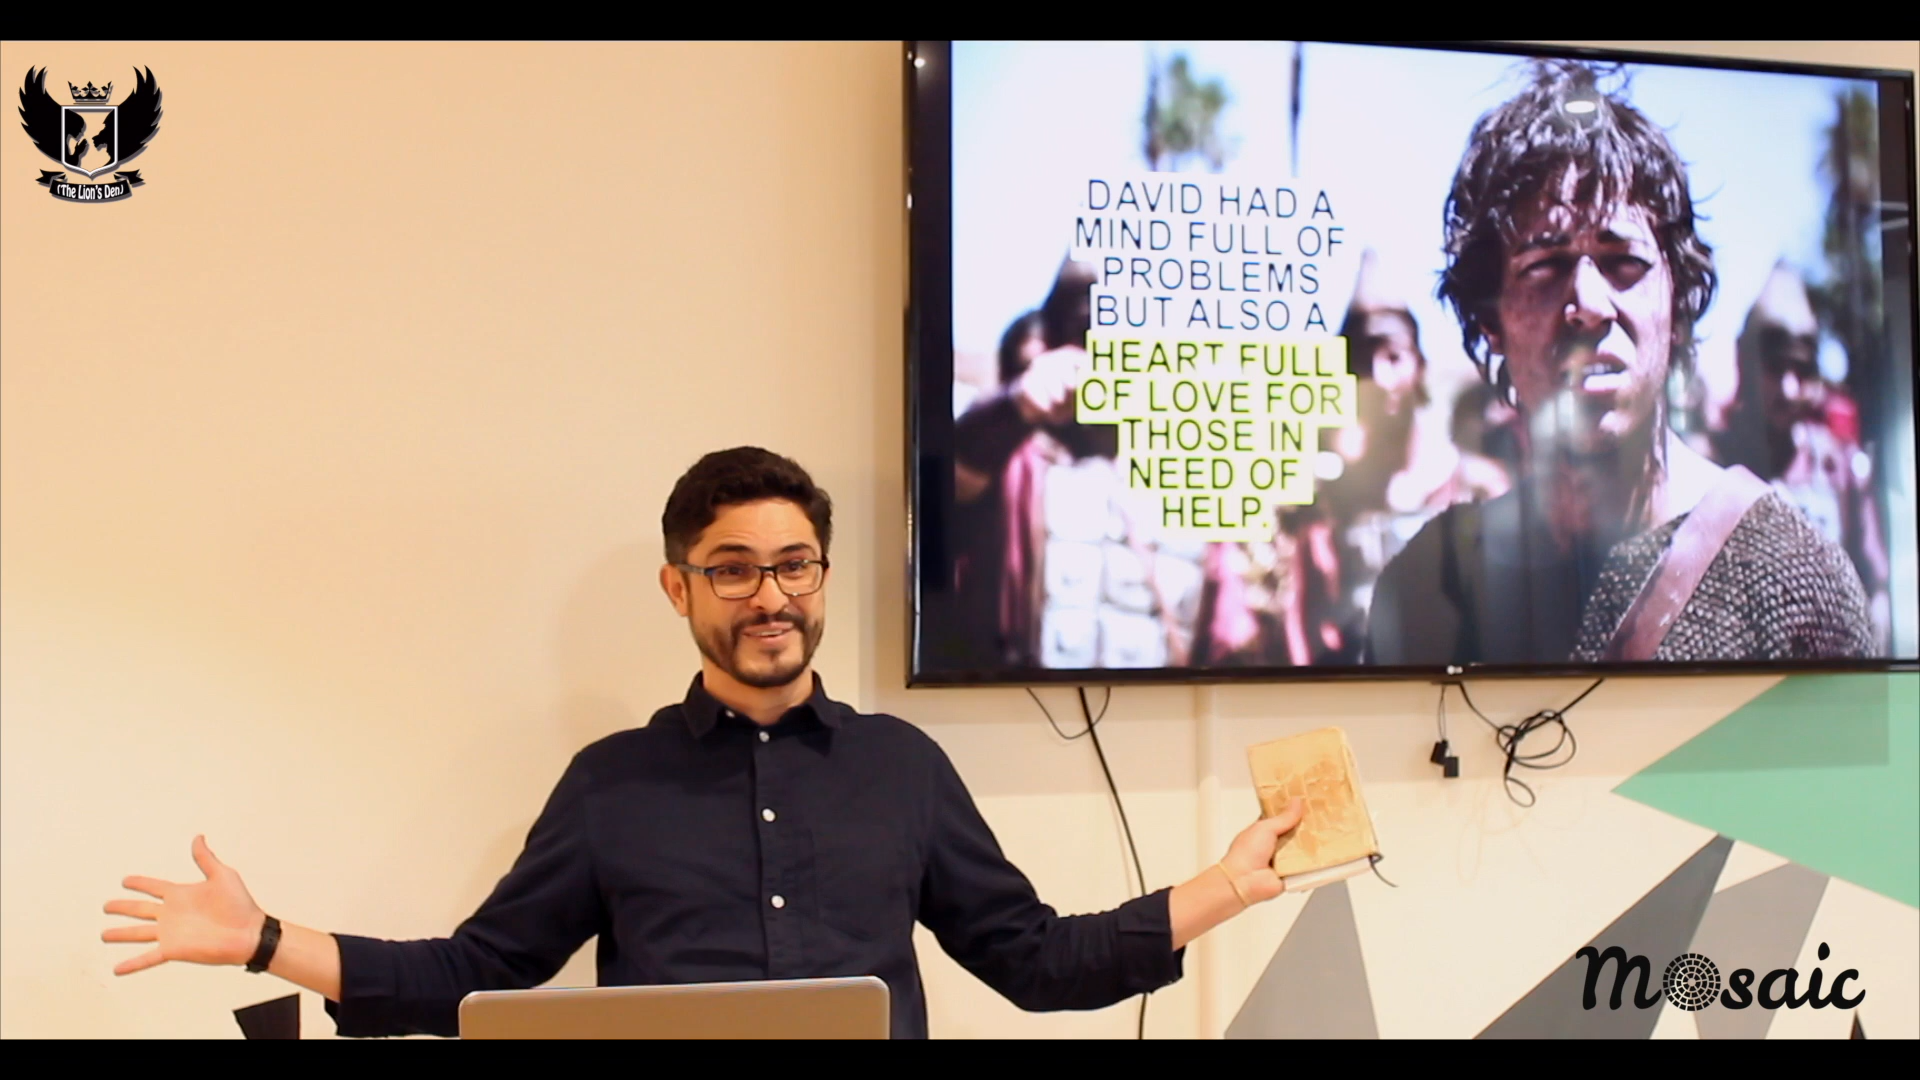 (The Lion's Den)
DAVID HAD A
MIND FULL OF
PROBLEMS
BUT ALSO A
HEART FULL
OF LOVE FOR
THOSE IN
NEED OF
HELP.
LG
Mosaic